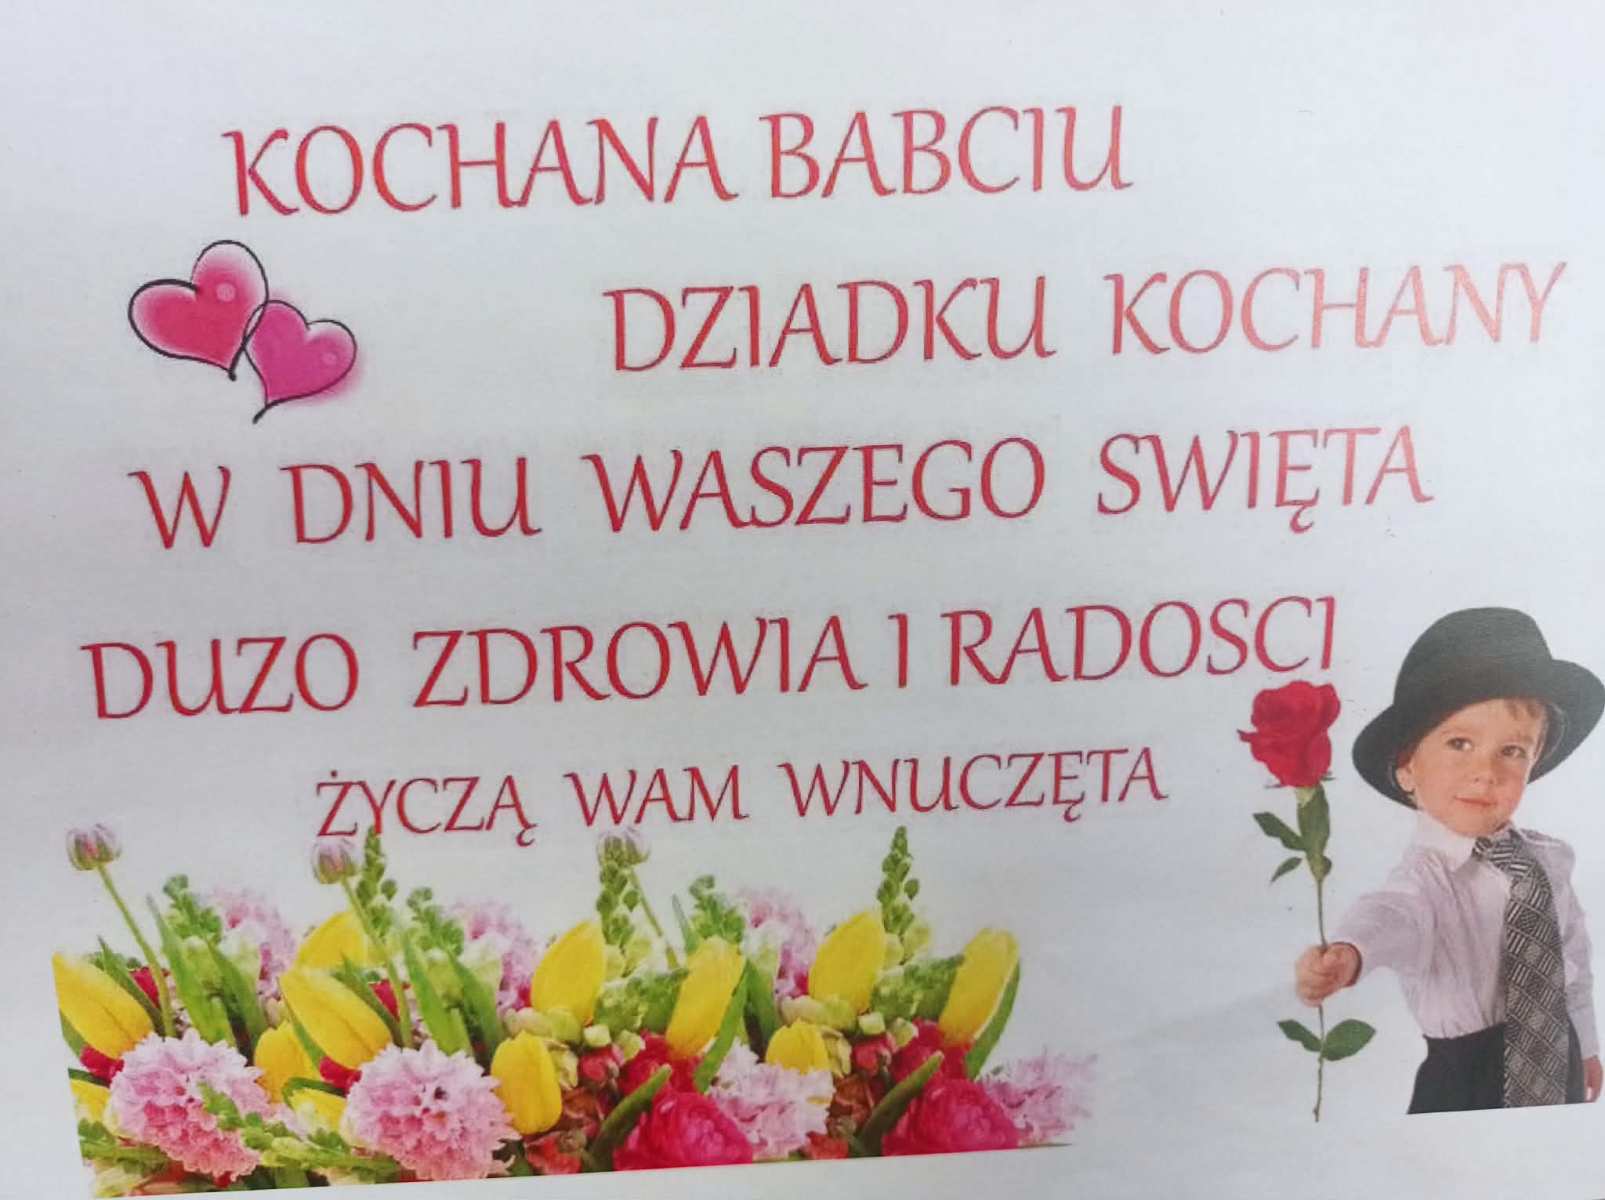 KOCHANA BABCIU
DZIADKU KOCHANY
W DNIU WASZEGO SWIĘTA
DUZO ZDROWIA I RADOSCI
ŻYCZĄ WAM WNUCZĘTA